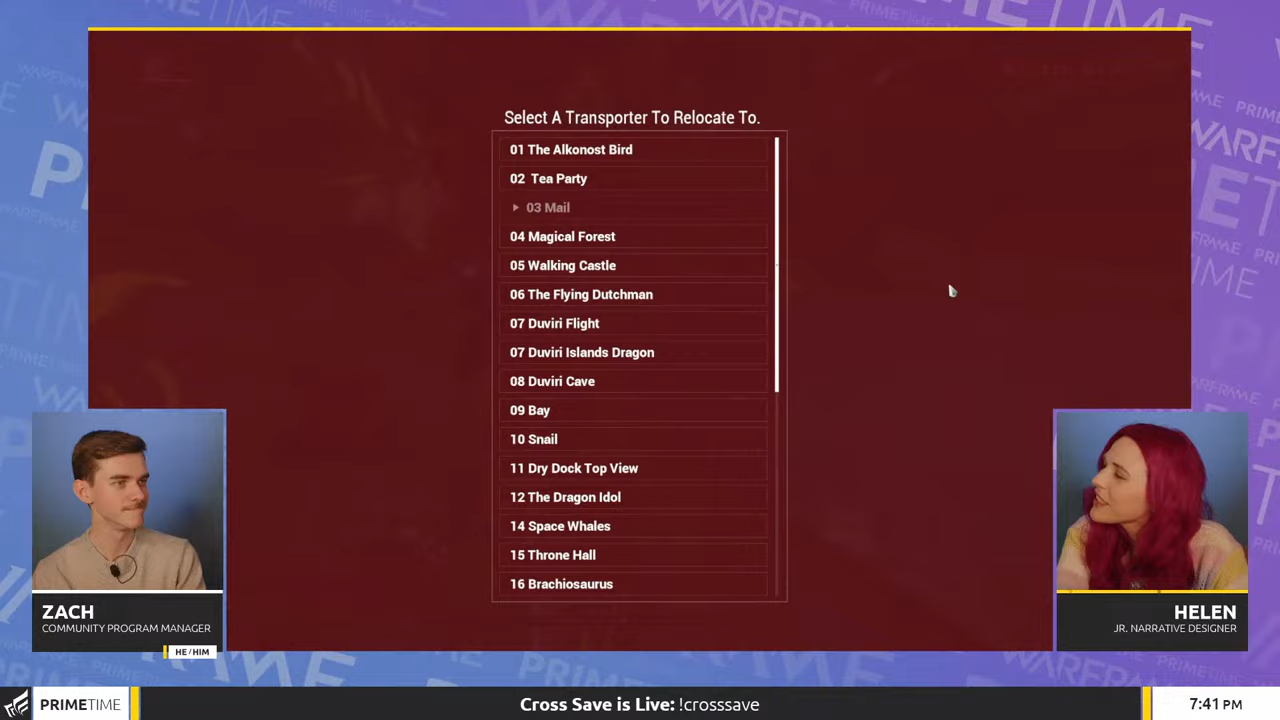 Select A Transporter To Relocate To.
01 The Alkonost Bird
02 Tea Party
03 Mail
04 Magical Forest
05 Walking Castle
06 The Flying Dutchman
07 Duviri Flight
07 Duviri Islands Dragon
08 Duviri Cave
09 Bay
10 Snail
11 Dry Dock Top View
12 The Dragon Idol
14 Space Whales
15 Throne Hall
16 Brachiosaurus
ZACH
COMMUNITY PROGRAM MANAGER
HE/HIM
HELEN
JR. NARRATIVE DESIGNER
PRIMETIME
Cross Save is Live: !crosssave
7:41 PM